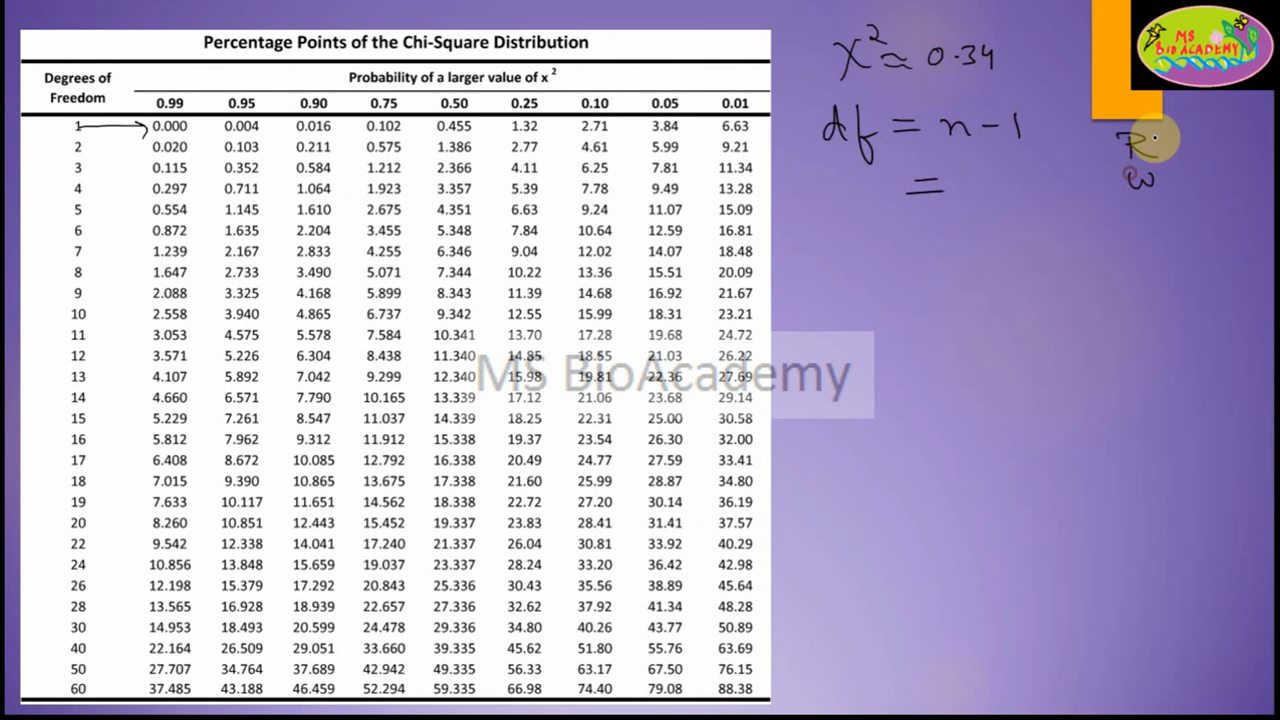 Percentage Points of the Chi-Square Distribution
Degrees of Freedom Probability of a larger value of x 2
0.99 0.95 0.90 0.75 0.50 0.25 0.10 0.05 0.01
1 0.000 0.004 0.016 0.102 0.455 1.32 2.71 3.84 6.63
2 0.020 0.103 0.211 0.575 1.386 2.77 4.61 5.99 9.21
3 0.115 0.352 0.584 1.212 2.366 4.11 6.25 7.81 11.34
4 0.297 0.711 1.064 1.923 3.357 5.39 7.78 9.49 13.28
5 0.554 1.145 1.610 2.675 4.351 6.63 9.24 11.07 15.09
6 0.872 1.635 2.204 3.455 5.348 7.84 10.64 12.59 16.81
7 1.239 2.167 2.833 4.255 6.346 9.04 12.02 14.07 18.48
8 1.647 2.733 3.490 5.071 7.344 10.22 13.36 15.51 20.09
9 2.088 3.325 4.168 5.899 8.343 11.39 14.68 16.92 21.67
10 2.558 3.940 4.865 6.737 9.342 12.55 15.99 18.31 23.21
11 3.053 4.575 5.578 7.584 10.341 13.70 17.28 19.68 24.72
12 3.571 5.226 6.304 8.438 11.340 14.85 18.55 21.03 26.22
13 4.107 5.892 7.042 9.299 12.340 15.98 19.81 22.36 27.69
14 4.660 6.571 7.790 10.165 13.339 17.12 21.06 23.68 29.14
15 5.229 7.261 8.547 11.037 14.339 18.25 22.31 25.00 30.58
16 5.812 7.962 9.312 11.912 15.338 19.37 23.54 26.30 32.00
17 6.408 8.672 10.085 12.792 16.338 20.49 24.77 27.59 33.41
18 7.015 9.390 10.865 13.675 17.338 21.60 25.99 28.87 34.80
19 7.633 10.117 11.651 14.562 18.338 22.72 27.20 30.14 36.19
20 8.260 10.851 12.443 15.452 19.337 23.83 28.41 31.41 37.57
22 9.542 12.338 14.041 17.240 21.337 26.04 30.81 33.92 40.29
24 10.856 13.848 15.659 19.037 23.337 28.24 33.20 36.42 42.98
26 12.198 15.379 17.292 20.843 25.336 30.43 35.56 38.89 45.64
28 13.565 16.928 18.939 22.657 27.336 32.62 37.92 41.34 48.28
30 14.953 18.493 20.599 24.478 29.336 34.80 40.26 43.77 50.89
40 22.164 26.509 29.051 33.660 39.335 45.62 51.80 55.76 63.69
50 27.707 34.764 37.689 42.942 49.335 56.33 63.17 67.50 76.15
60 37.485 43.188 46.459 52.294 59.335 66.98 74.40 79.08 88.38
MS BioAcademy
X² ≈ 0.34
df = n - 1
=
R
W
MS
BIO ACADEMY